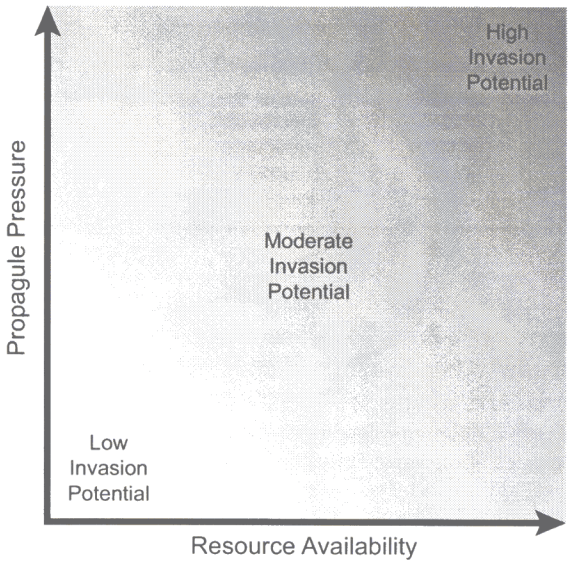 High
Invasion
Potential
Propagule Pressure
Moderate
Invasion
Potential
Low
Invasion
Potential
Resource Availability